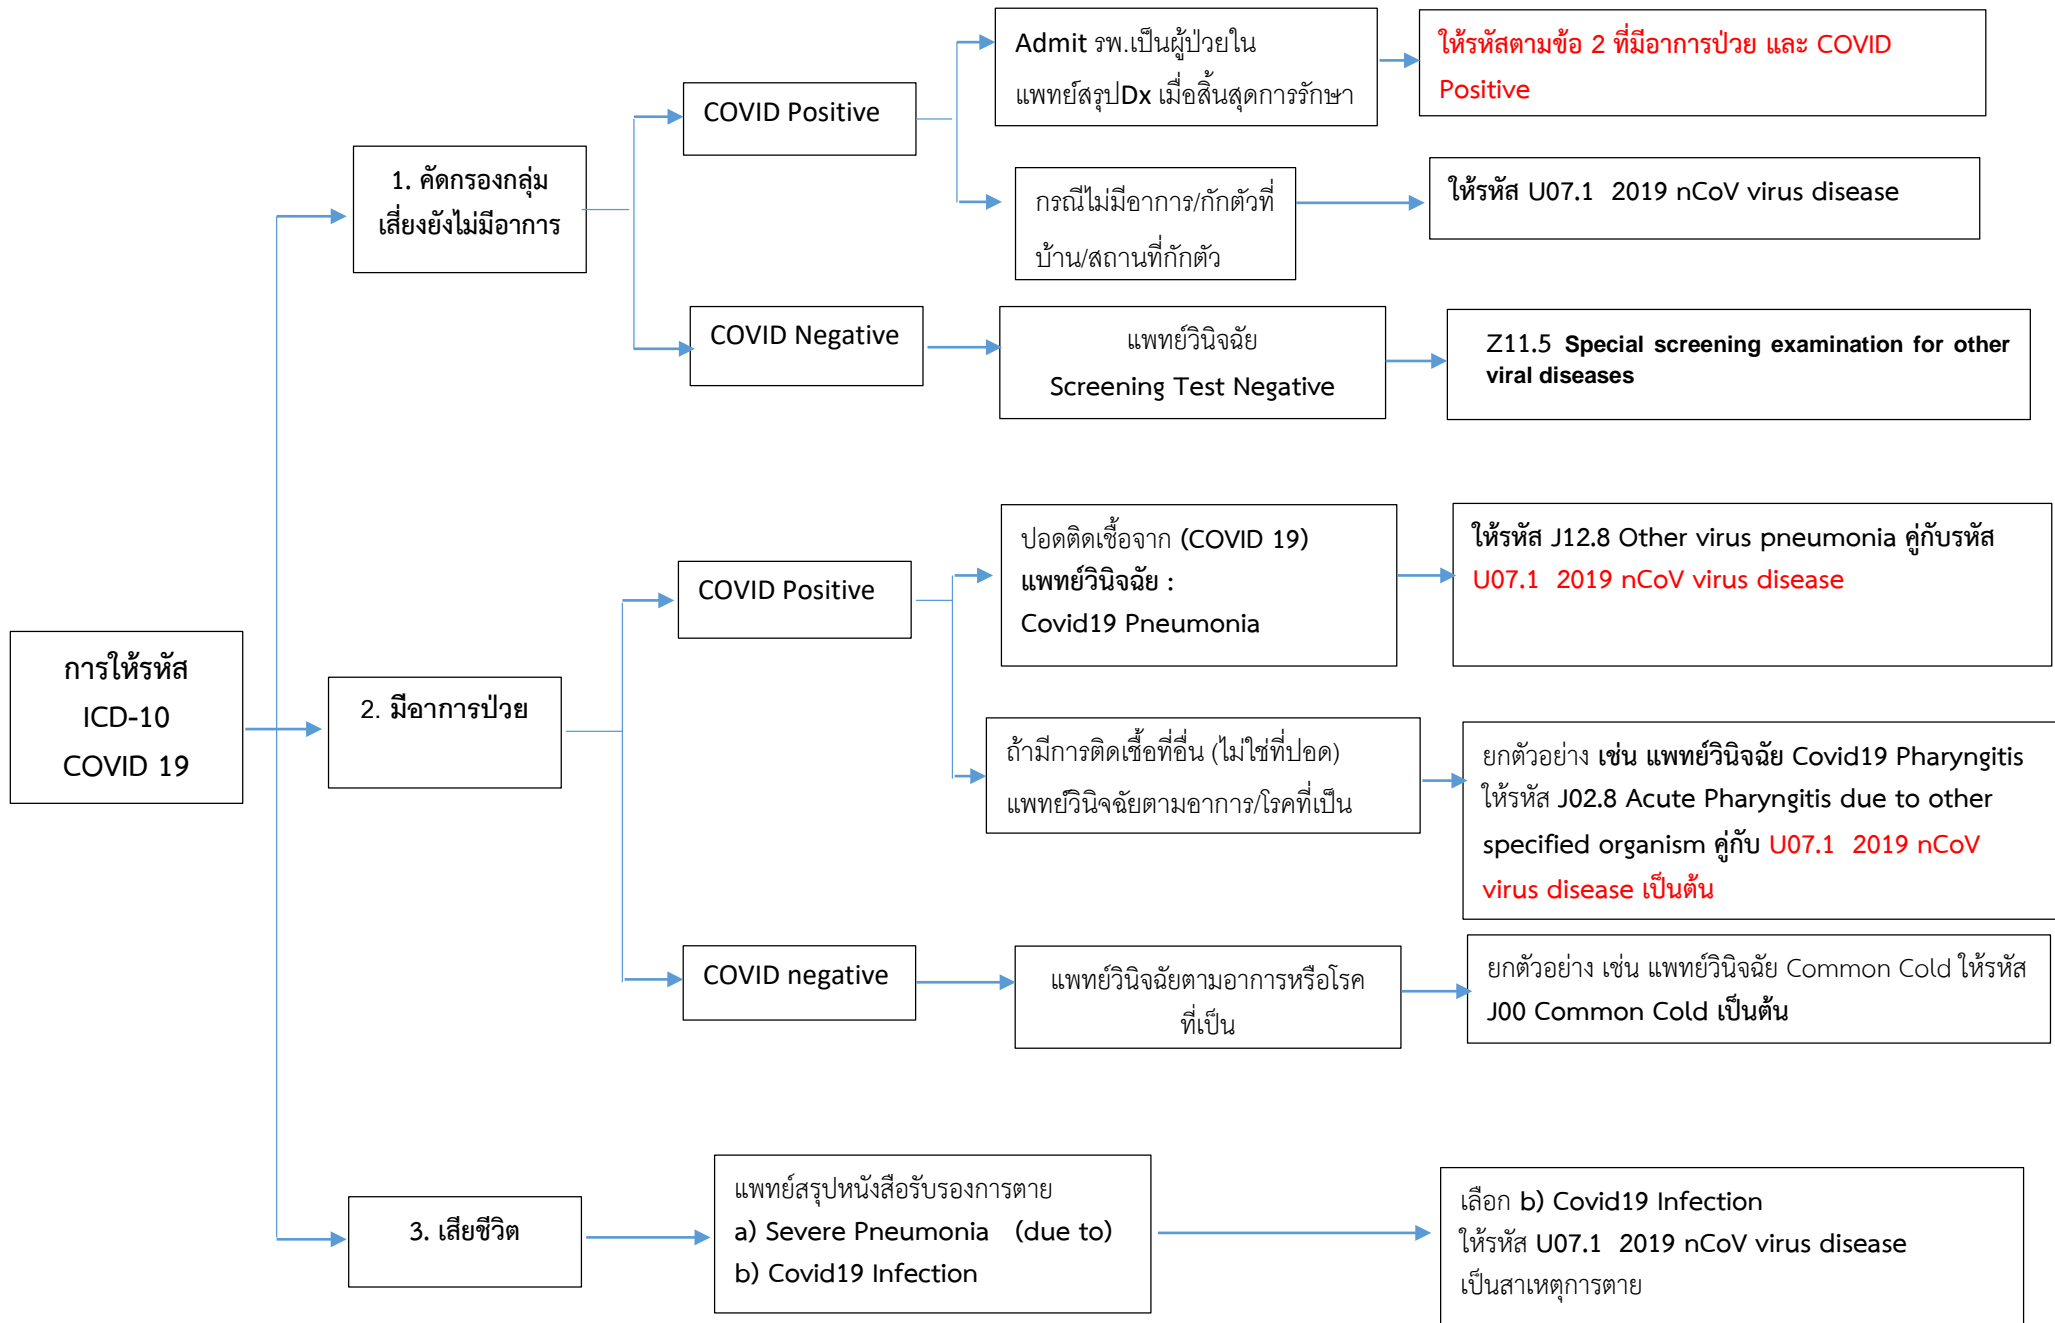 การให้รหัส
ICD-10
COVID 19
1. คัดกรองกลุ่ม
เสี่ยงยังไม่มีอาการ
COVID Positive
Admit รพ.เป็นผู้ป่วยใน
แพทย์สรุปDx เมื่อสิ้นสุดการรักษา
ให้รหัสตามข้อ 2 ที่มีอาการป่วย และ COVID
Positive
กรณีไม่มีอาการ/กักตัวที่
บ้าน/สถานที่กักตัว
ให้รหัส U07.1 2019 nCoV virus disease
COVID Negative
แพทย์วินิจฉัย
Screening Test Negative
Z11.5 Special screening examination for other
viral diseases
2. มีอาการป่วย
COVID Positive
ปอดติดเชื้อจาก (COVID 19)
แพทย์วินิจฉัย :
Covid19 Pneumonia
ให้รหัส J12.8 Other virus pneumonia คู่กับรหัส
U07.1 2019 nCoV virus disease
ถ้ามีการติดเชื้อที่อื่น (ไม่ใช่ที่ปอด)
แพทย์วินิจฉัยตามอาการ/โรคที่เป็น
ยกตัวอย่าง เช่น แพทย์วินิจฉัย Covid19 Pharyngitis
ให้รหัส J02.8 Acute Pharyngitis due to other
specified organism คู่กับ U07.1 2019 nCoV
virus disease เป็นต้น
COVID negative
แพทย์วินิจฉัยตามอาการหรือโรค
ที่เป็น
ยกตัวอย่าง เช่น แพทย์วินิจฉัย Common Cold ให้รหัส
J00 Common Cold เป็นต้น
3. เสียชีวิต
แพทย์สรุปหนังสือรับรองการตาย
a) Severe Pneumonia (due to)
b) Covid19 Infection
เลือก b) Covid19 Infection
ให้รหัส U07.1 2019 nCoV virus disease
เป็นสาเหตุการตาย